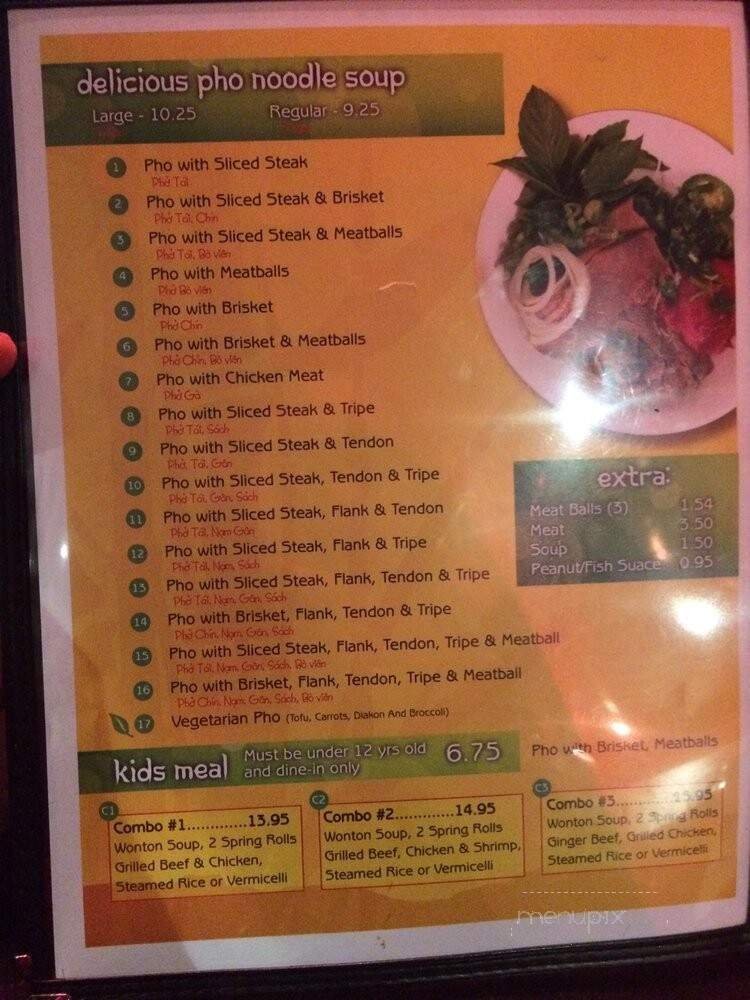 delicious pho noodle soup
Large - 10.25 Regular - 9.25
1 Pho with Sliced Steak
Phở Tái
2 Pho with Sliced Steak & Brisket
Phở Tái, Chín
3 Pho with Sliced Steak & Meatballs
Phở Tái, Bò viên
4 Pho with Meatballs
Phở Bò viên
5 Pho with Brisket
Phở Chín
6 Pho with Brisket & Meatballs
Phở Chín, Bò viên
7 Pho with Chicken Meat
Phở Gà
8 Pho with Sliced Steak & Tripe
Phở Tái, Sách
9 Pho with Sliced Steak & Tendon
Phở, Tái, Gân
10 Pho with Sliced Steak, Tendon & Tripe
Phở Tái, Gân, Sách
11 Pho with Sliced Steak, Flank & Tendon
Phở Tái, Nạm Gân
12 Pho with Sliced Steak, Flank & Tripe
Phở Tái, Nạm, Sách
13 Pho with Sliced Steak, Flank, Tendon & Tripe
Phở Tái, Nạm, Gân, Sách
14 Pho with Brisket, Flank, Tendon & Tripe
Phở Chín, Nạm, Gân, Sách
15 Pho with Sliced Steak, Flank, Tendon, Tripe & Meatball
Phở Tái, Nạm, Gân, Sách, Bò viên
16 Pho with Brisket, Flank, Tendon, Tripe & Meatball
Phở Chín, Nạm, Gân, Sách, Bò viên
17 Vegetarian Pho (Tofu, Carrots, Diakon And Broccoli)
extra:
Meat Balls (3) 1.54
Meat 3.50
Soup 1.50
Peanut/Fish Suace 0.95
kids meal Must be under 12 yrs old and dine-in only 6.75 Pho with Brisket, Meatballs
C1
Combo #1.............13.95
Wonton Soup, 2 Spring Rolls
Grilled Beef & Chicken,
Steamed Rice or Vermicelli
C2
Combo #2.............14.95
Wonton Soup, 2 Spring Rolls
Grilled Beef, Chicken & Shrimp,
Steamed Rice or Vermicelli
C3
Combo #3.............15.95
Wonton Soup, 2 Spring Rolls
Ginger Beef, Grilled Chicken,
Steamed Rice or Vermicelli
menupix